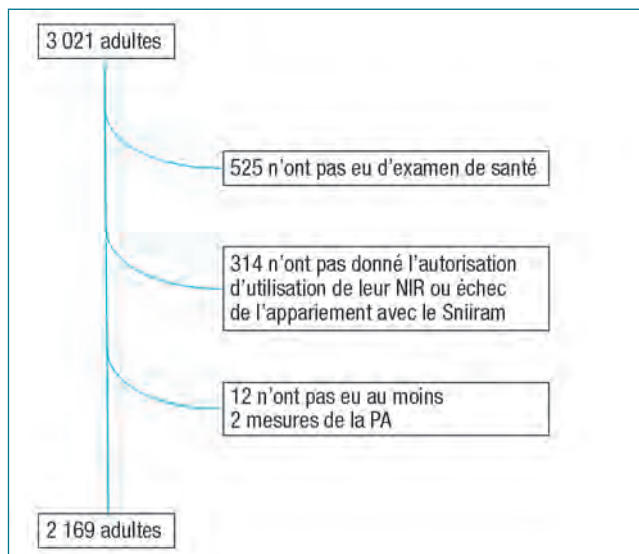 3 021 adultes
525 n'ont pas eu d'examen de santé
314 n'ont pas donné l'autorisation
d'utilisation de leur NIR ou échec
de l'appariement avec le Sniiram
12 n'ont pas eu au moins
2 mesures de la PA
2 169 adultes